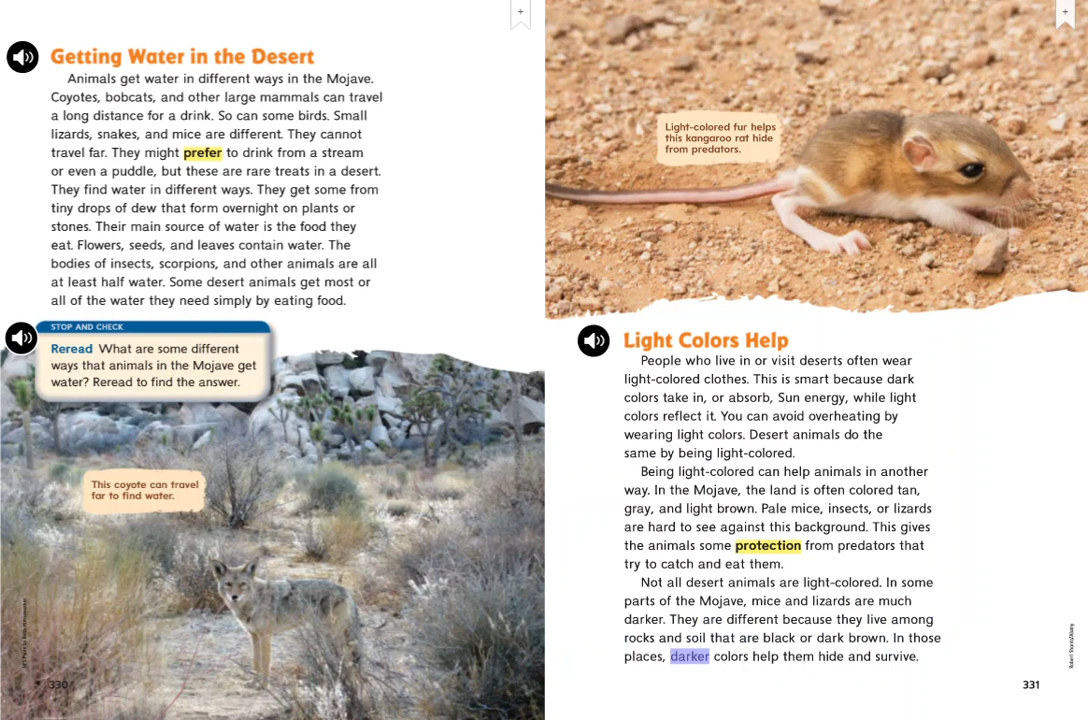 Getting Water in the Desert
Animals get water in different ways in the Mojave.
Coyotes, bobcats, and other large mammals can travel
a long distance for a drink. So can some birds. Small
lizards, snakes, and mice are different. They cannot
travel far. They might prefer to drink from a stream
or even a puddle, but these are rare treats in a desert.
They find water in different ways. They get some from
tiny drops of dew that form overnight on plants or
stones. Their main source of water is the food they
eat. Flowers, seeds, and leaves contain water. The
bodies of insects, scorpions, and other animals are all
at least half water. Some desert animals get most or
all of the water they need simply by eating food.
STOP AND CHECK
Reread What are some different
ways that animals in the Mojave get
water? Reread to find the answer.
This coyote can travel
far to find water.
330
Light-colored fur helps
this kangaroo rat hide
from predators.
Light Colors Help
People who live in or visit deserts often wear
light-colored clothes. This is smart because dark
colors take in, or absorb, Sun energy, while light
colors reflect it. You can avoid overheating by
wearing light colors. Desert animals do the
same by being light-colored.
Being light-colored can help animals in another
way. In the Mojave, the land is often colored tan,
gray, and light brown. Pale mice, insects, or lizards
are hard to see against this background. This gives
the animals some protection from predators that
try to catch and eat them.
Not all desert animals are light-colored. In some
parts of the Mojave, mice and lizards are much
darker. They are different because they live among
rocks and soil that are black or dark brown. In those
places, darker colors help them hide and survive.
331